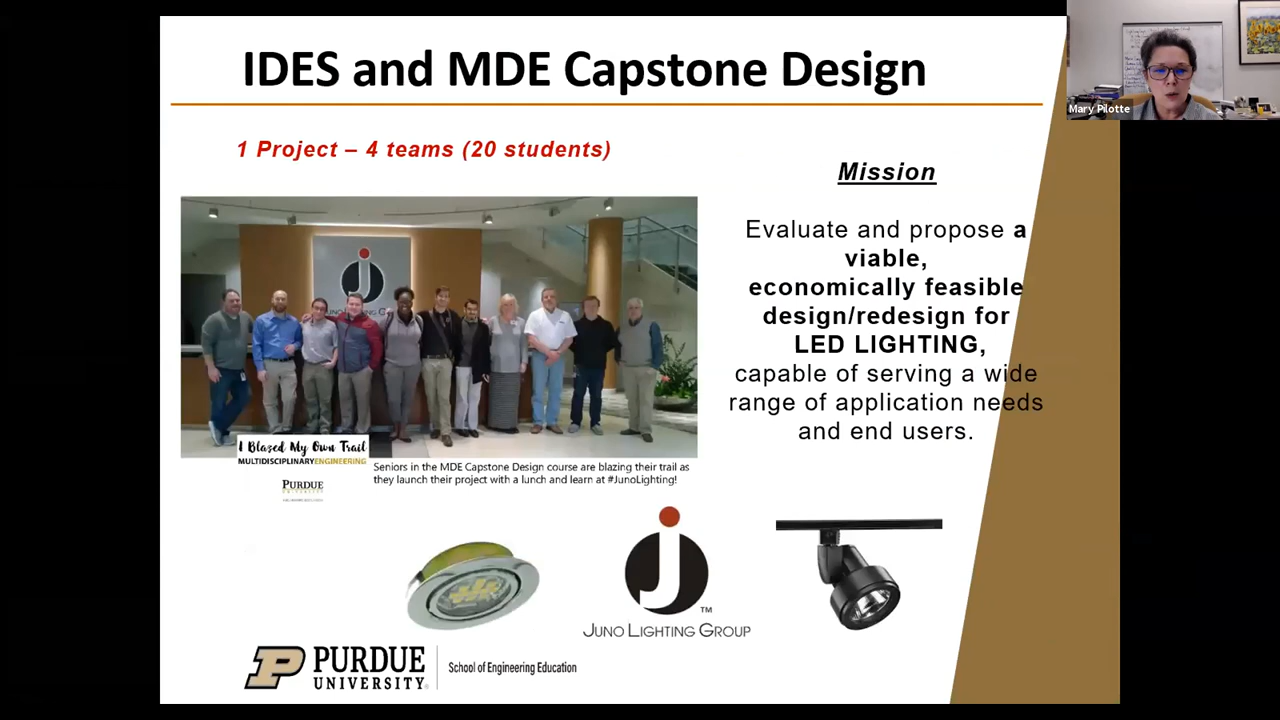 IDES and MDE Capstone Design
Mary Pilotte
1 Project – 4 teams (20 students)
Mission
Evaluate and propose a
viable,
economically feasible
design/redesign for
LED LIGHTING,
capable of serving a wide
range of application needs
and end users.
I Blazed My Own Trail
MULTIDISCIPLINARYENGINEERING
PURDUE
UNIVERSITY
Seniors in the MDE Capstone Design course are blazing their trail as
they launch their project with a lunch and learn at #JunoLighting!
j
TM
JUNO LIGHTING GROUP
P PURDUE
UNIVERSITY®
School of Engineering Education